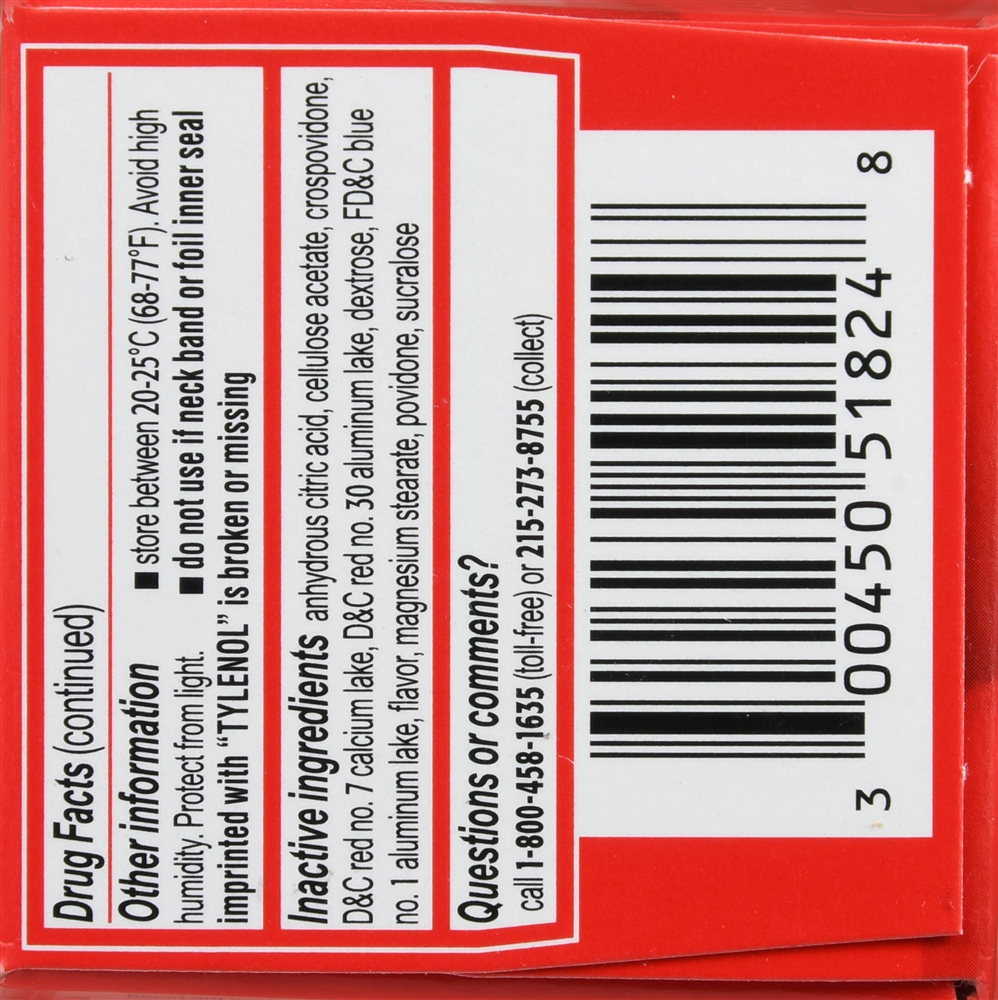 Drug Facts (continued)
Other information ■ store between 20-25°C (68-77°F). Avoid high
humidity. Protect from light. ■ do not use if neck band or foil inner seal
imprinted with “TYLENOL” is broken or missing
Inactive ingredients anhydrous citric acid, cellulose acetate, crospovidone,
D&C red no. 7 calcium lake, D&C red no. 30 aluminum lake, dextrose, FD&C blue
no. 1 aluminum lake, flavor, magnesium stearate, povidone, sucralose
Questions or comments?
call 1-800-458-1635 (toll-free) or 215-273-8755 (collect)
3 00450 51824 8